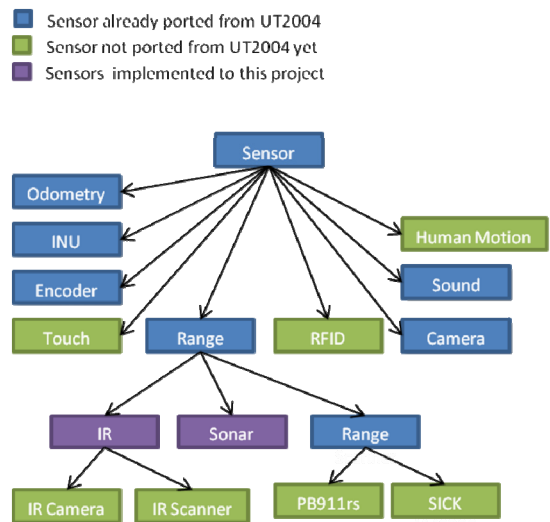 Sensor already ported from UT2004
Sensor not ported from UT2004 yet
Sensors implemented to this project
Sensor
Odometry
INU
Encoder
Touch
Range
RFID
Human Motion
Sound
Camera
IR
Sonar
Range
IR Camera
IR Scanner
PB911rs
SICK